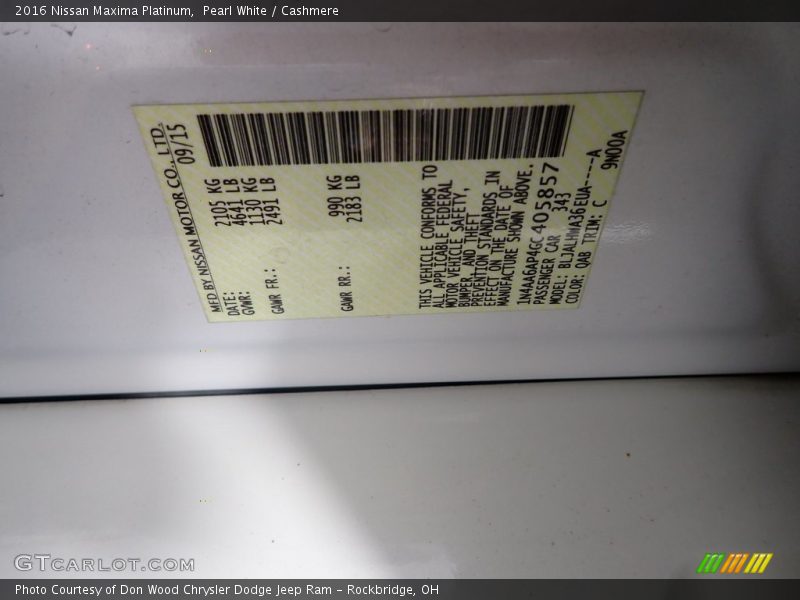 2016 Nissan Maxima Platinum,  Pearl White / Cashmere
MFD BY NISSAN MOTOR CO., LTD.
DATE: 09/15
GVWR: 2105 KG
4641 LB
GAWR FR.: 1130 KG
2491 LB
GAWR RR.: 990 KG
2183 LB
THIS VEHICLE CONFORMS TO
ALL APPLICABLE FEDERAL
MOTOR VEHICLE SAFETY,
BUMPER, AND THEFT
PREVENTION STANDARDS IN
EFFECT ON THE DATE OF
MANUFACTURE SHOWN ABOVE.
1N4AA6AP4GC405857
PASSENGER CAR 343
MODEL: BLJALHWA36EUA-----A
COLOR: QAB TRIM: C 9N00A
GTCARLOT.COM
Photo Courtesy of Don Wood Chrysler Dodge Jeep Ram – Rockbridge, OH